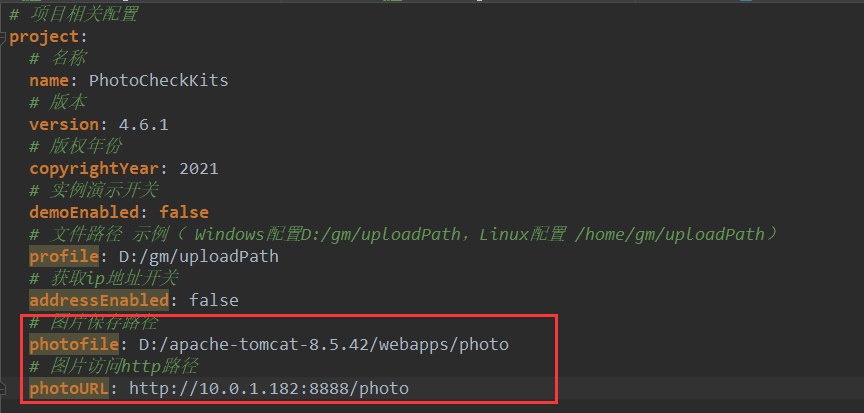 # 项目相关配置
project:
# 名称
name: PhotoCheckKits
# 版本
version: 4.6.1
# 版权年份
copyrightYear: 2021
# 实例演示开关
demoEnabled: false
# 文件路径 示例（ Windows配置D:/gm/uploadPath，Linux配置 /home/gm/uploadPath）
profile: D:/gm/uploadPath
# 获取ip地址开关
addressEnabled: false
# 图片保存路径
photofile: D:/apache-tomcat-8.5.42/webapps/photo
# 图片访问http路径
photoURL: http://10.0.1.182:8888/photo